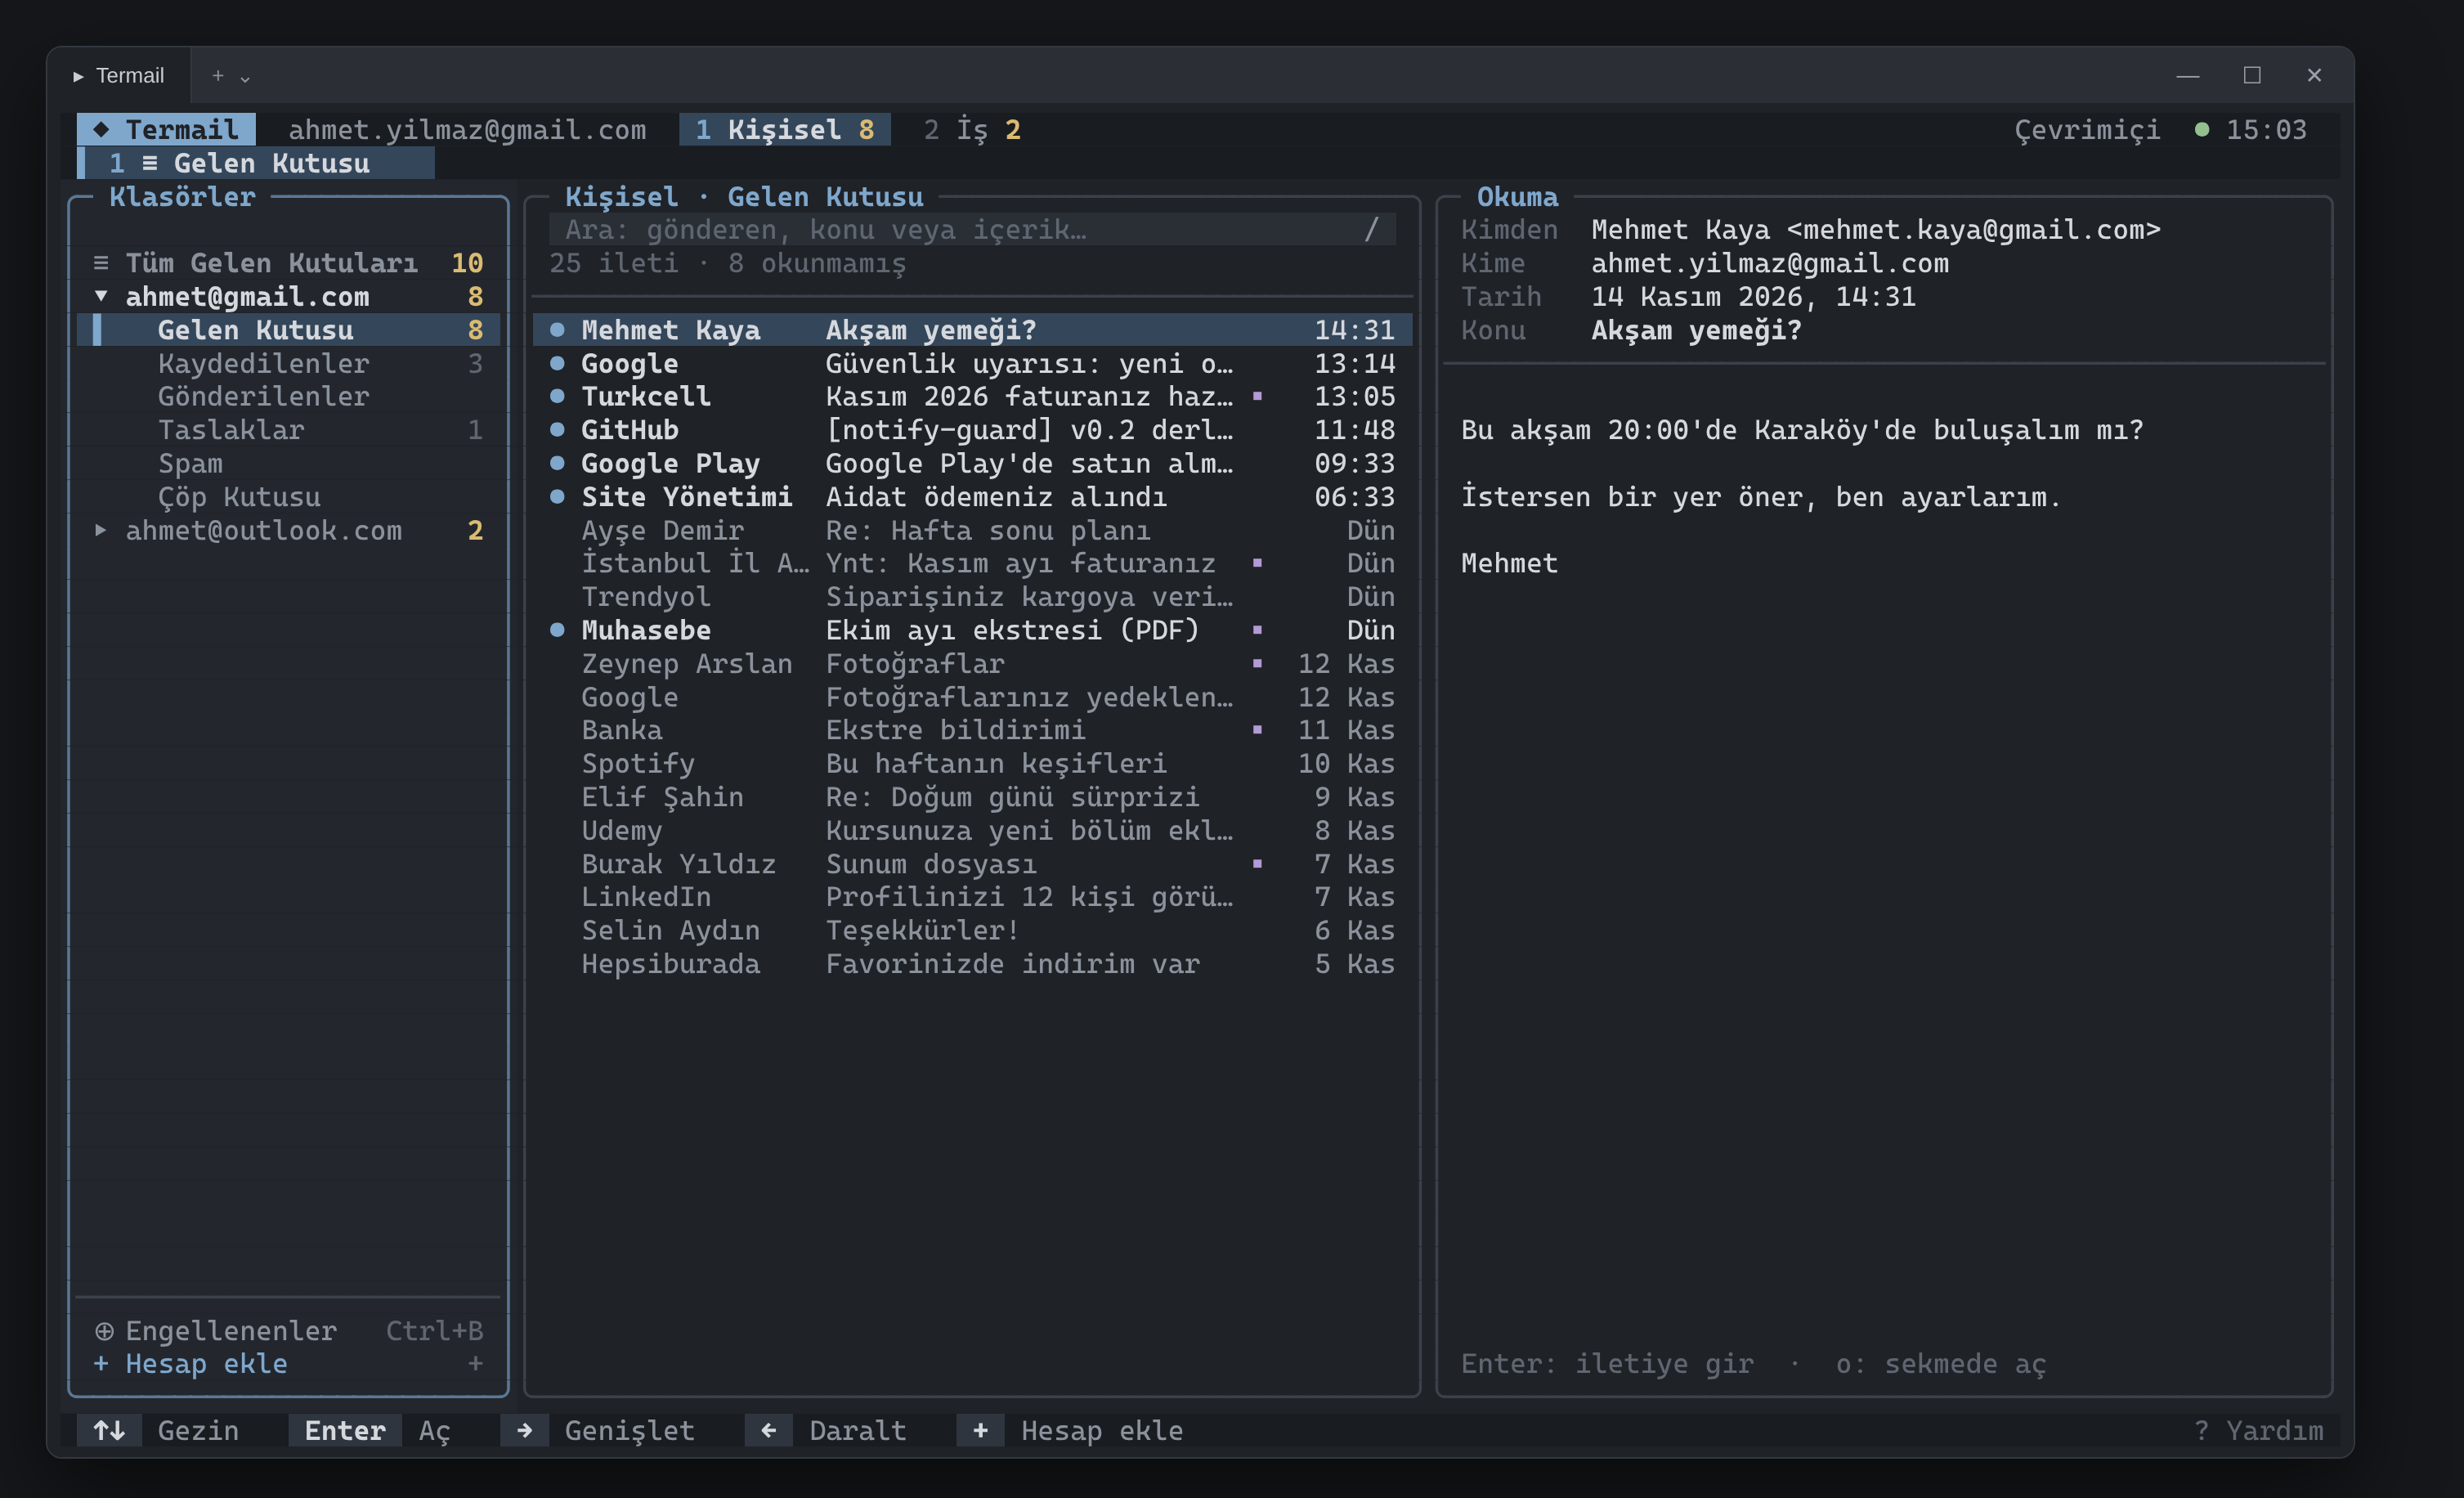 ▸ Termail + ⌄ — ☐ ✕
◆ Termail ahmet.yilmaz@gmail.com 1 Kişisel 8 2 İş 2 Çevrimiçi ● 15:03
1 ≡ Gelen Kutusu
Klasörler
≡ Tüm Gelen Kutuları 10
▼ ahmet@gmail.com 8
Gelen Kutusu 8
Kaydedilenler 3
Gönderilenler
Taslaklar 1
Spam
Çöp Kutusu
▶ ahmet@outlook.com 2
⊕ Engellenenler Ctrl+B
+ Hesap ekle +
Kişisel · Gelen Kutusu
Ara: gönderen, konu veya içerik… /
25 ileti · 8 okunmamış
● Mehmet Kaya Akşam yemeği? 14:31
● Google Güvenlik uyarısı: yeni o… 13:14
● Turkcell Kasım 2026 faturanız haz… ▪ 13:05
● GitHub [notify-guard] v0.2 derl… 11:48
● Google Play Google Play'de satın alm… 09:33
● Site Yönetimi Aidat ödemeniz alındı 06:33
Ayşe Demir Re: Hafta sonu planı Dün
İstanbul İl A… Ynt: Kasım ayı faturanız ▪ Dün
Trendyol Siparişiniz kargoya veri… Dün
● Muhasebe Ekim ayı ekstresi (PDF) ▪ Dün
Zeynep Arslan Fotoğraflar ▪ 12 Kas
Google Fotoğraflarınız yedeklen… 12 Kas
Banka Ekstre bildirimi ▪ 11 Kas
Spotify Bu haftanın keşifleri 10 Kas
Elif Şahin Re: Doğum günü sürprizi 9 Kas
Udemy Kursunuza yeni bölüm ekl… 8 Kas
Burak Yıldız Sunum dosyası ▪ 7 Kas
LinkedIn Profilinizi 12 kişi görü… 7 Kas
Selin Aydın Teşekkürler! 6 Kas
Hepsiburada Favorinizde indirim var 5 Kas
Okuma
Kimden Mehmet Kaya <mehmet.kaya@gmail.com>
Kime ahmet.yilmaz@gmail.com
Tarih 14 Kasım 2026, 14:31
Konu Akşam yemeği?
Bu akşam 20:00'de Karaköy'de buluşalım mı?
İstersen bir yer öner, ben ayarlarım.
Mehmet
Enter: iletiye gir · o: sekmede aç
↑↓ Gezin Enter Aç → Genişlet ← Daralt + Hesap ekle ? Yardım